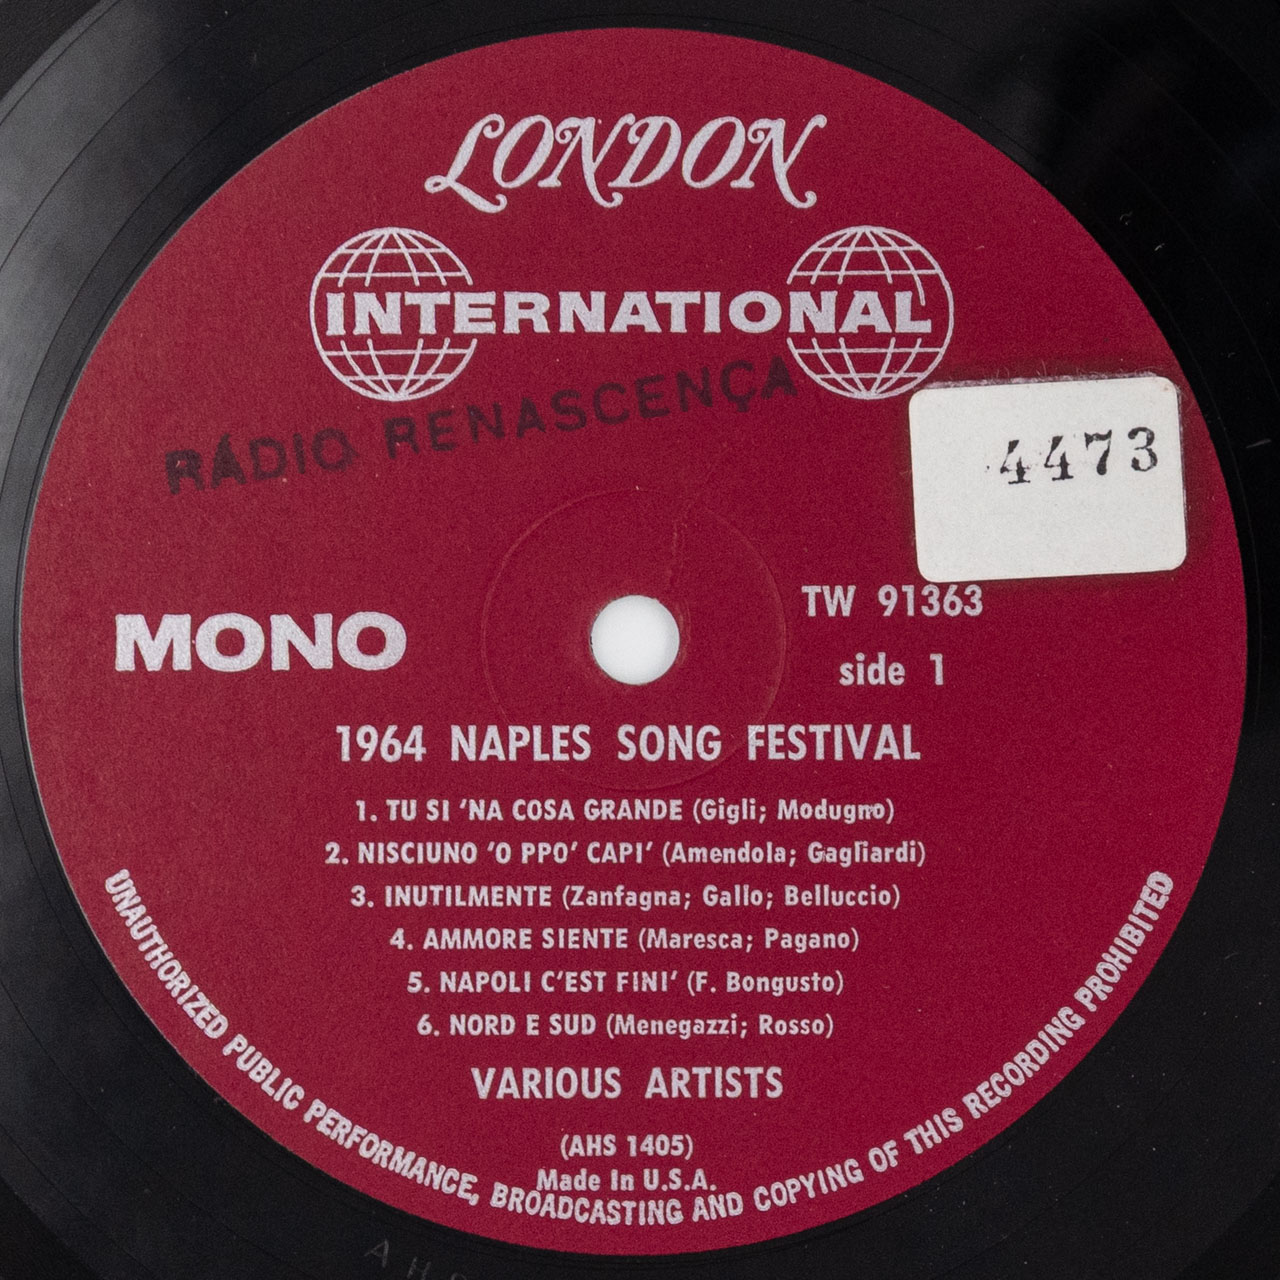 LONDON
INTERNATIONAL
RÁDIO RENASCENÇA
4473
MONO
TW 91363
side 1
1964 NAPLES SONG FESTIVAL
1. TU SI 'NA COSA GRANDE (Gigli; Modugno)
2. NISCIUNO 'O PPO' CAPI' (Amendola; Gagliardi)
3. INUTILMENTE (Zanfagna; Gallo; Belluccio)
4. AMMORE SIENTE (Maresca; Pagano)
5. NAPOLI C'EST FINI' (F. Bongusto)
6. NORD E SUD (Menegazzi; Rosso)
VARIOUS ARTISTS
(AHS 1405)
Made In U.S.A.
UNAUTHORIZED PUBLIC PERFORMANCE, BROADCASTING AND COPYING OF THIS RECORDING PROHIBITED